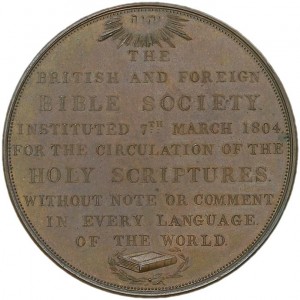 יהוה
THE
BRITISH AND FOREIGN
BIBLE SOCIETY.
INSTITUTED 7TH MARCH 1804,
FOR THE CIRCULATION OF THE
HOLY SCRIPTURES.
WITHOUT NOTE OR COMMENT
IN EVERY LANGUAGE
OF THE WORLD.